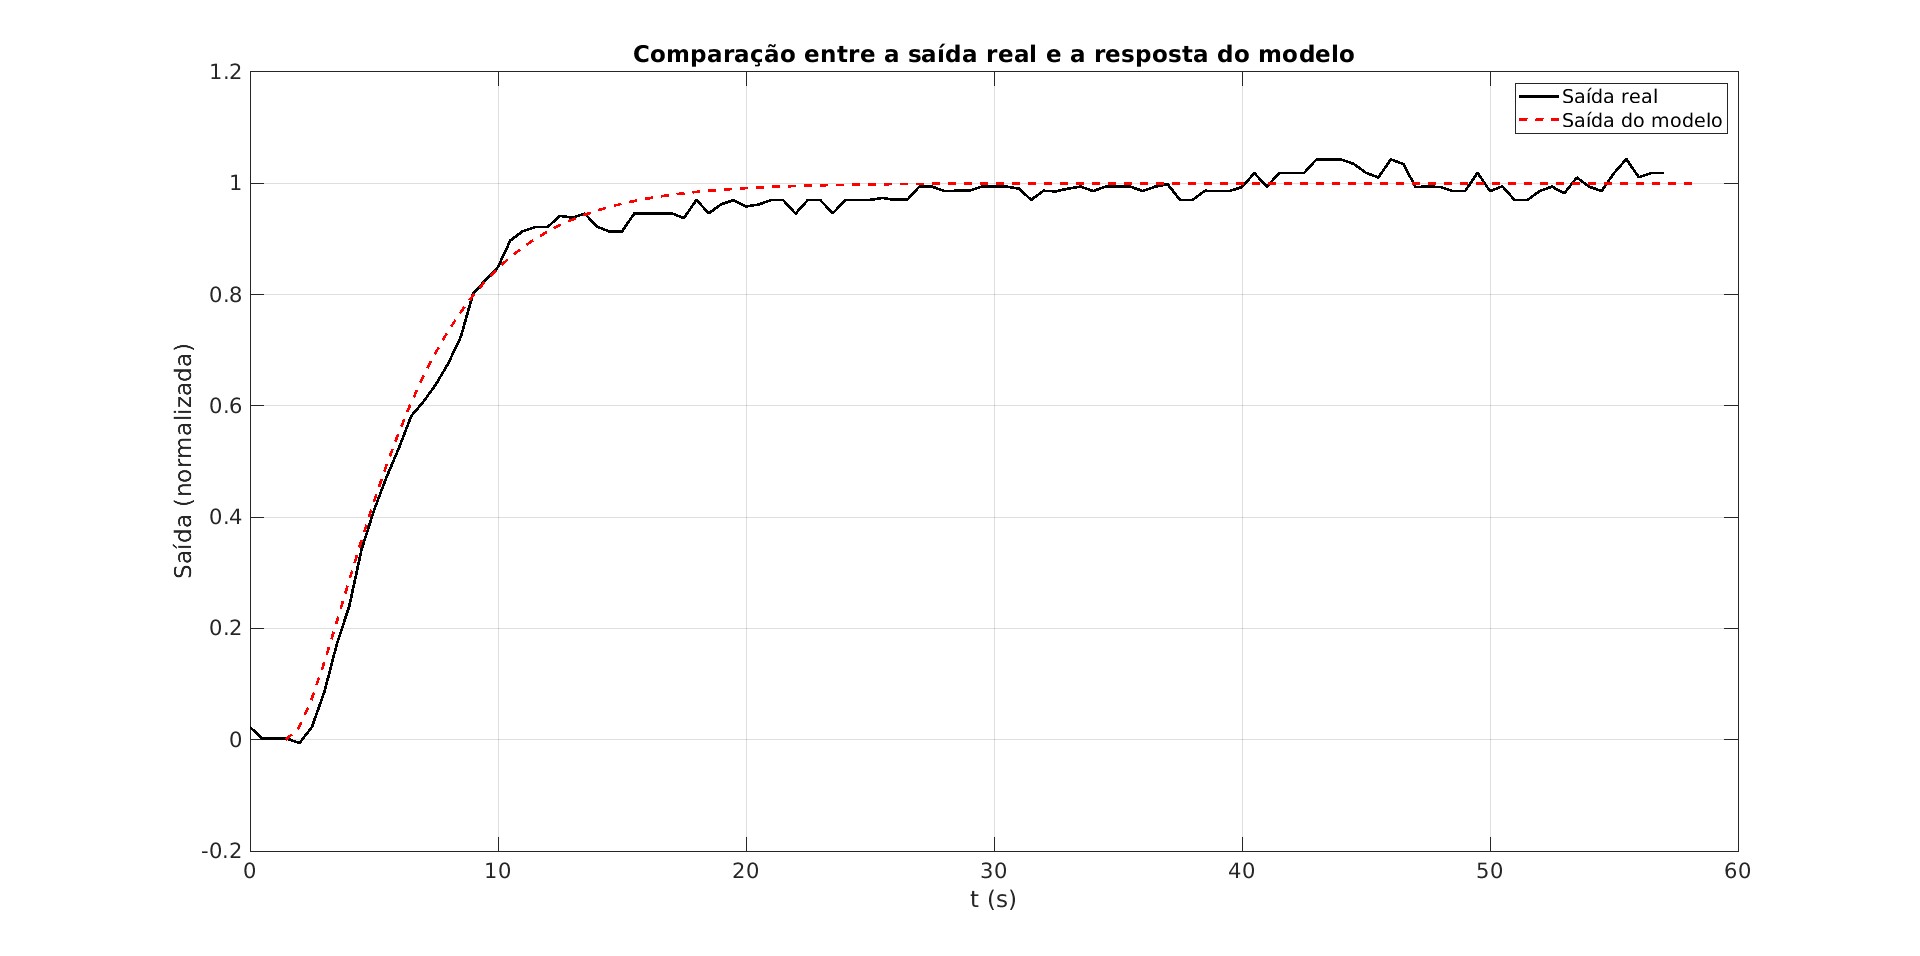 Comparação entre a saída real e a resposta do modelo
Saída real
Saída do modelo
Saída (normalizada)
1.2
1
0.8
0.6
0.4
0.2
0
-0.2
0 10 20 30 40 50 60
t (s)